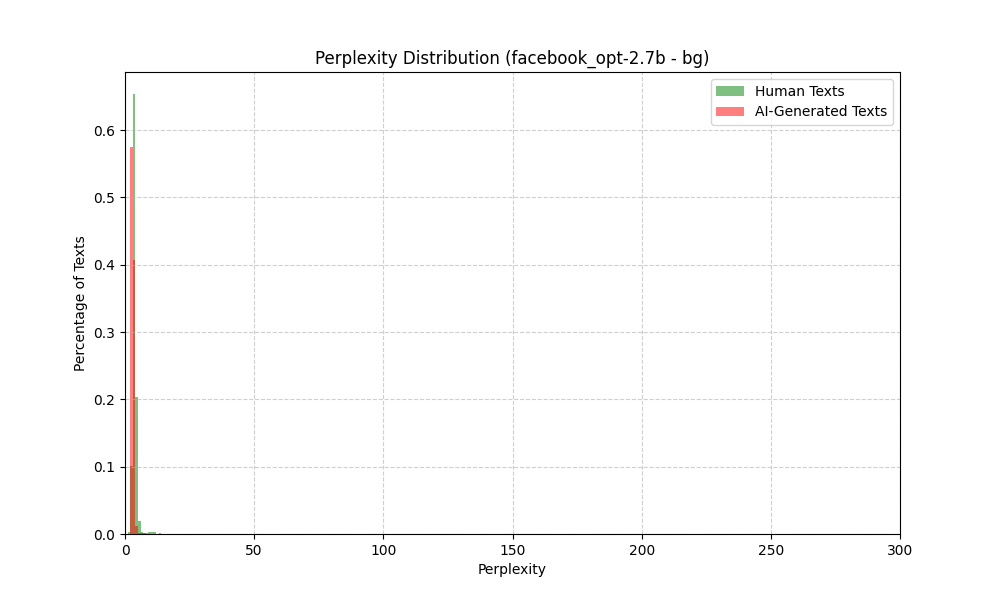 Perplexity Distribution (facebook_opt-2.7b - bg)
Human Texts
AI-Generated Texts
Percentage of Texts
0.6
0.5
0.4
0.3
0.2
0.1
0.0
0 50 100 150 200 250 300
Perplexity